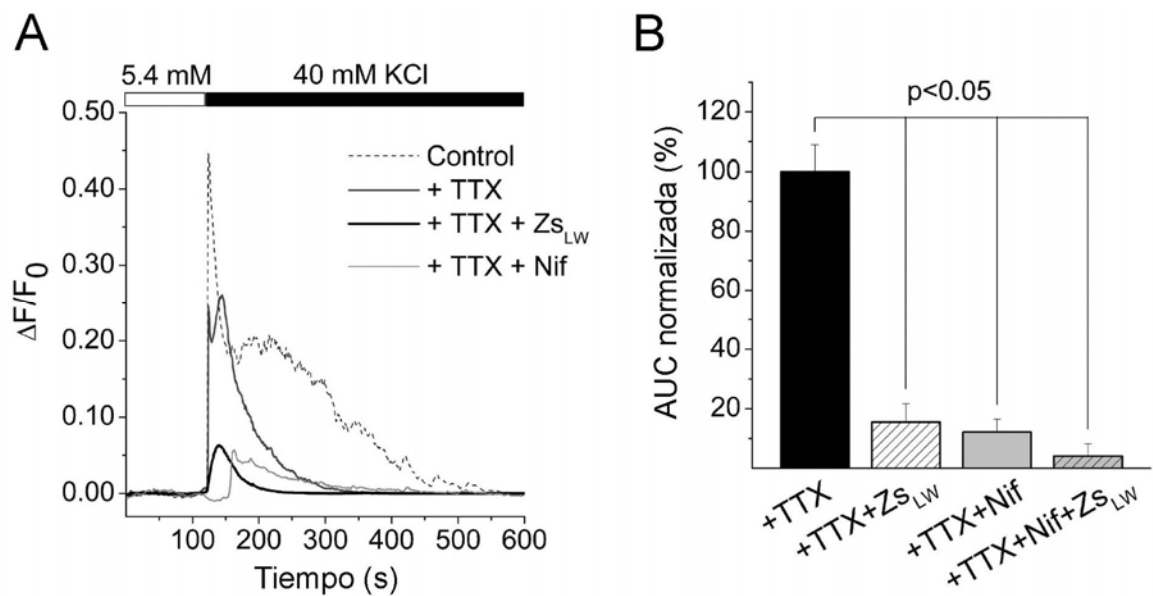 A
5.4 mM
40 mM KCl
0.50
0.40
0.30
0.20
0.10
0.00
ΔF/F0
Control
+ TTX
+ TTX + ZsLW
+ TTX + Nif
100 200 300 400 500 600
Tiempo (s)
B
p<0.05
120
100
80
60
40
20
AUC normalizada (%)
+TTX
+TTX+ZsLW
+TTX+Nif
+TTX+Nif+ZsLW